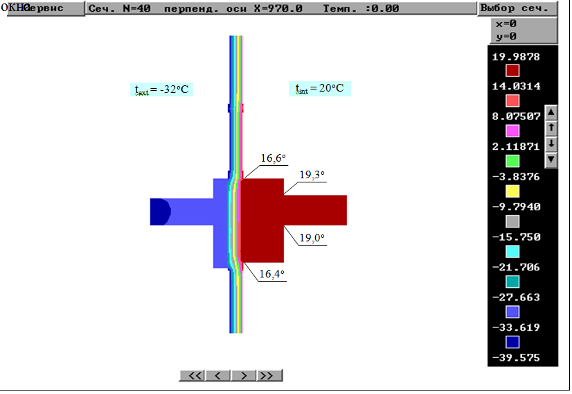 ОКНО Сервис Сеч. N=40 перпенд. оси X=970.0 Темп. :0.00 Выбор сеч.
x=0
y=0
19.9878
14.0314
8.07507
2.11871
-3.8376
-9.7940
-15.750
-21.706
-27.663
-33.619
-39.575
text = -32°C
tint = 20°C
16,6°
19,3°
19,0°
16,4°
<< < > >>